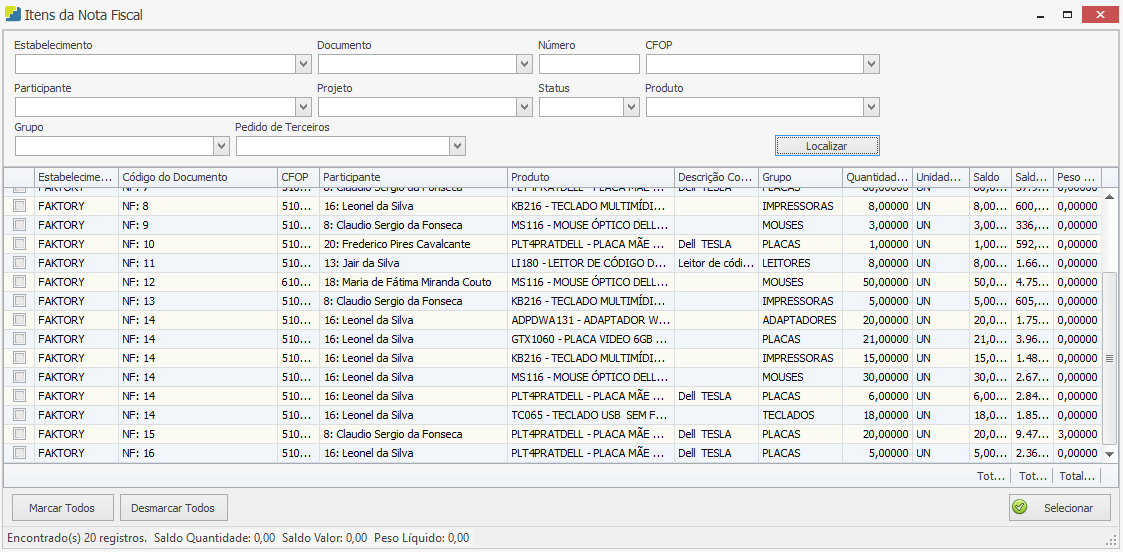 Itens da Nota Fiscal
Estabelecimento Documento Número CFOP
Participante Projeto Status Produto
Grupo Pedido de Terceiros
Localizar
Estabelecime... Código do Documento CFOP Participante Produto Descrição Co... Grupo Quantidad... Unidad... Saldo Sald... Peso ...
FAKTORY NF: 7 510... 8: Claudio Sergio da Fonseca PLT4PRATDELL - PLACA MÃE ... Dell TESLA PLACAS UN 0,00000
FAKTORY NF: 8 510... 16: Leonel da Silva KB216 - TECLADO MULTIMÍDI... IMPRESSORAS 8,00000 UN 8,00... 600,... 0,00000
FAKTORY NF: 9 510... 8: Claudio Sergio da Fonseca MS116 - MOUSE ÓPTICO DELL... MOUSES 3,00000 UN 3,00... 336,... 0,00000
FAKTORY NF: 10 510... 20: Frederico Pires Cavalcante PLT4PRATDELL - PLACA MÃE ... Dell TESLA PLACAS 1,00000 UN 1,00... 592,... 0,00000
FAKTORY NF: 11 510... 13: Jair da Silva LI180 - LEITOR DE CÓDIGO D... Leitor de códi... LEITORES 8,00000 UN 8,00... 1.66... 0,00000
FAKTORY NF: 12 610... 18: Maria de Fátima Miranda Couto MS116 - MOUSE ÓPTICO DELL... MOUSES 50,00000 UN 50,0... 4.75... 0,00000
FAKTORY NF: 13 510... 8: Claudio Sergio da Fonseca KB216 - TECLADO MULTIMÍDI... IMPRESSORAS 5,00000 UN 5,00... 605,... 0,00000
FAKTORY NF: 14 510... 16: Leonel da Silva ADPDWA131 - ADAPTADOR W... ADAPTADORES 20,00000 UN 20,0... 1.75... 0,00000
FAKTORY NF: 14 510... 16: Leonel da Silva GTX1060 - PLACA VIDEO 6GB ... PLACAS 21,00000 UN 21,0... 3.96... 0,00000
FAKTORY NF: 14 510... 16: Leonel da Silva KB216 - TECLADO MULTIMÍDI... IMPRESSORAS 15,00000 UN 15,0... 1.48... 0,00000
FAKTORY NF: 14 510... 16: Leonel da Silva MS116 - MOUSE ÓPTICO DELL... MOUSES 30,00000 UN 30,0... 2.67... 0,00000
FAKTORY NF: 14 510... 16: Leonel da Silva PLT4PRATDELL - PLACA MÃE ... Dell TESLA PLACAS 6,00000 UN 6,00... 2.84... 0,00000
FAKTORY NF: 14 510... 16: Leonel da Silva TC065 - TECLADO USB SEM F... TECLADOS 18,00000 UN 18,0... 1.85... 0,00000
FAKTORY NF: 15 510... 8: Claudio Sergio da Fonseca PLT4PRATDELL - PLACA MÃE ... Dell TESLA PLACAS 20,00000 UN 20,0... 9.47... 3,00000
FAKTORY NF: 16 510... 16: Leonel da Silva PLT4PRATDELL - PLACA MÃE ... Dell TESLA PLACAS 5,00000 UN 5,00... 2.36... 0,00000
Tot... Tot... Total...
Marcar Todos Desmarcar Todos Selecionar
Encontrado(s) 20 registros. Saldo Quantidade: 0,00 Saldo Valor: 0,00 Peso Líquido: 0,00